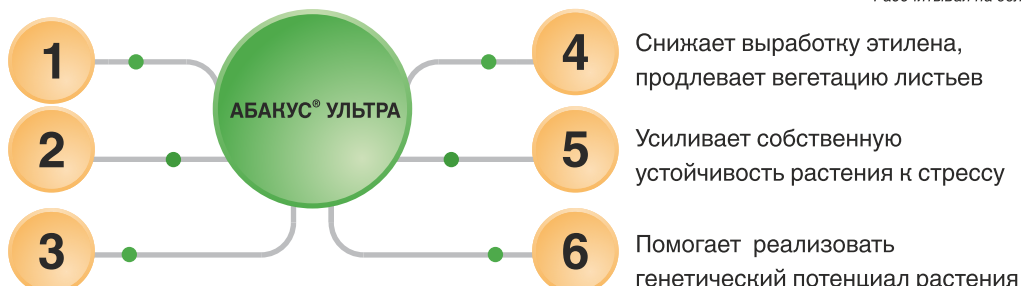 1
2
3
АБАКУС® УЛЬТРА
4
Снижает выработку этилена,
продлевает вегетацию листьев
5
Усиливает собственную
устойчивость растения к стрессу
6
Помогает реализовать
генетический потенциал растения